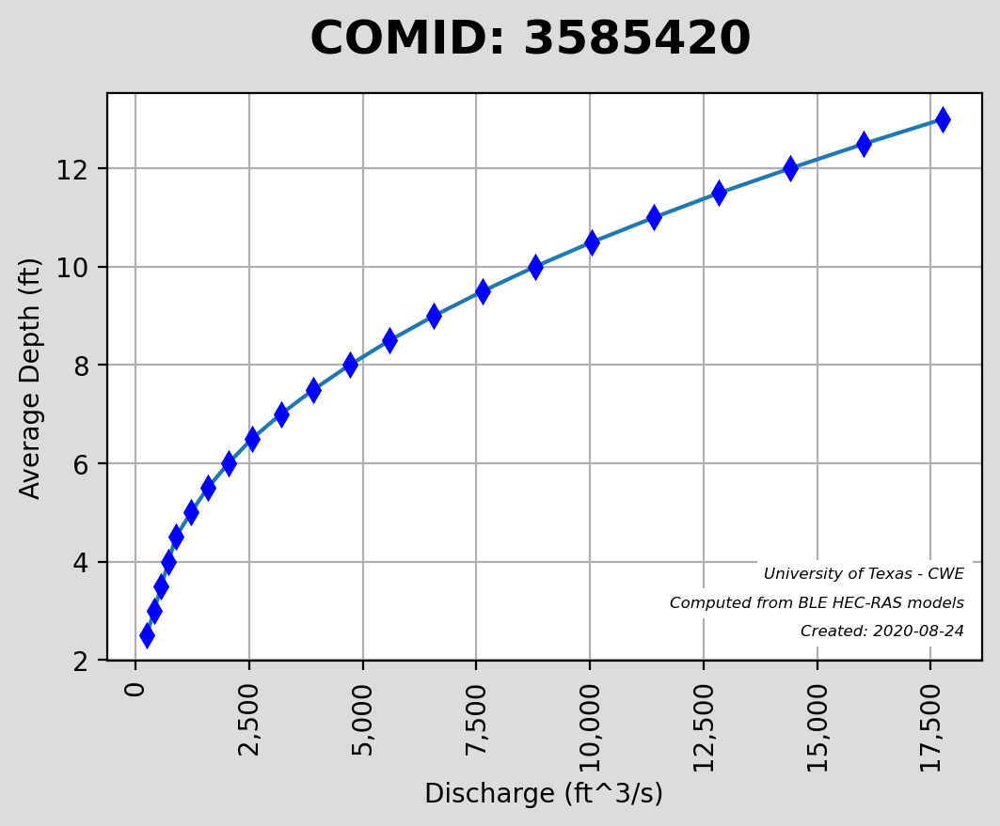 COMID: 3585420
Average Depth (ft)
12
10
8
6
4
2
University of Texas - CWE
Computed from BLE HEC-RAS models
Created: 2020-08-24
0
2,500
5,000
7,500
10,000
12,500
15,000
17,500
Discharge (ft^3/s)